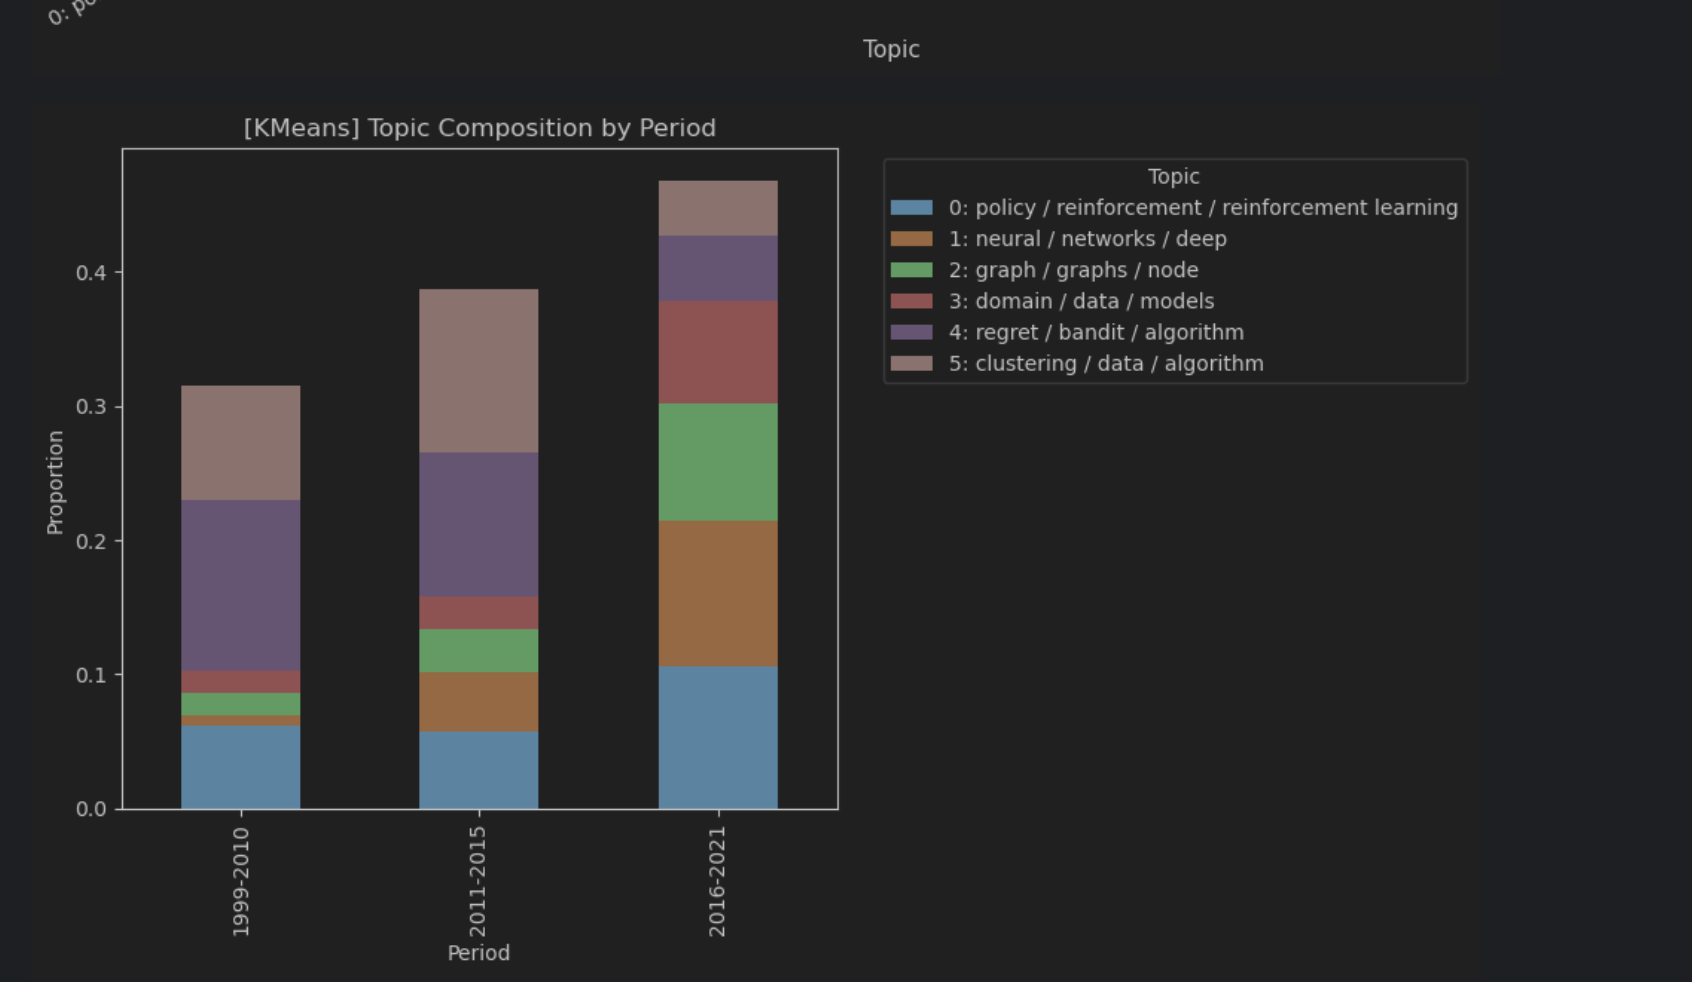 0:
Topic
[KMeans] Topic Composition by Period
Topic
0: policy / reinforcement / reinforcement learning
1: neural / networks / deep
2: graph / graphs / node
3: domain / data / models
4: regret / bandit / algorithm
5: clustering / data / algorithm
Proportion
0.4
0.3
0.2
0.1
0.0
1999-2010
2011-2015
2016-2021
Period